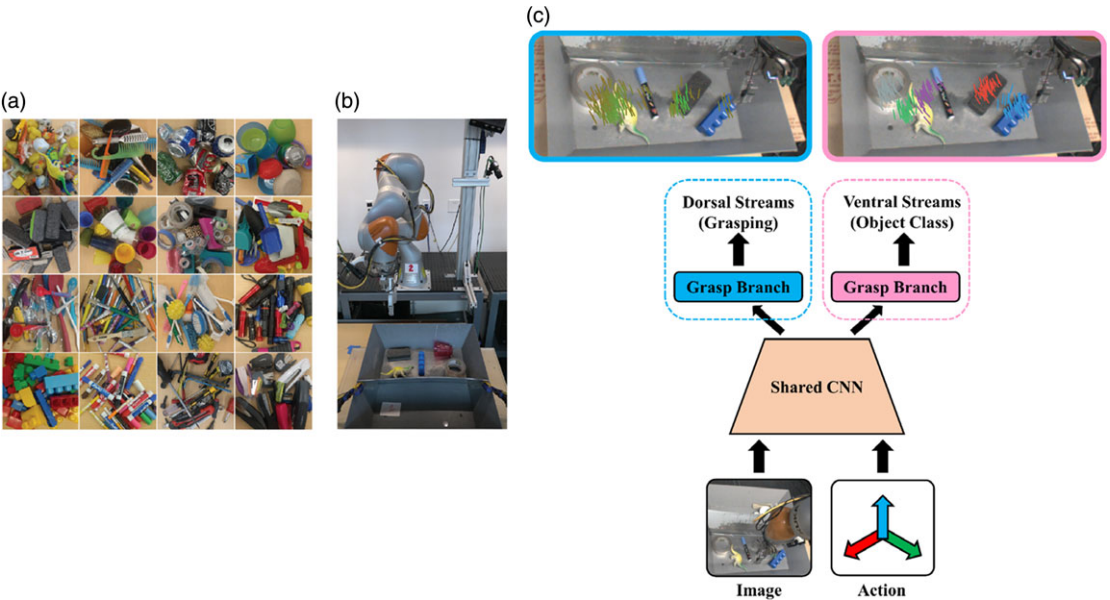 (a)
(b)
(c)
Dorsal Streams
(Grasping)
Ventral Streams
(Object Class)
Grasp Branch
Grasp Branch
Shared CNN
Image
Action